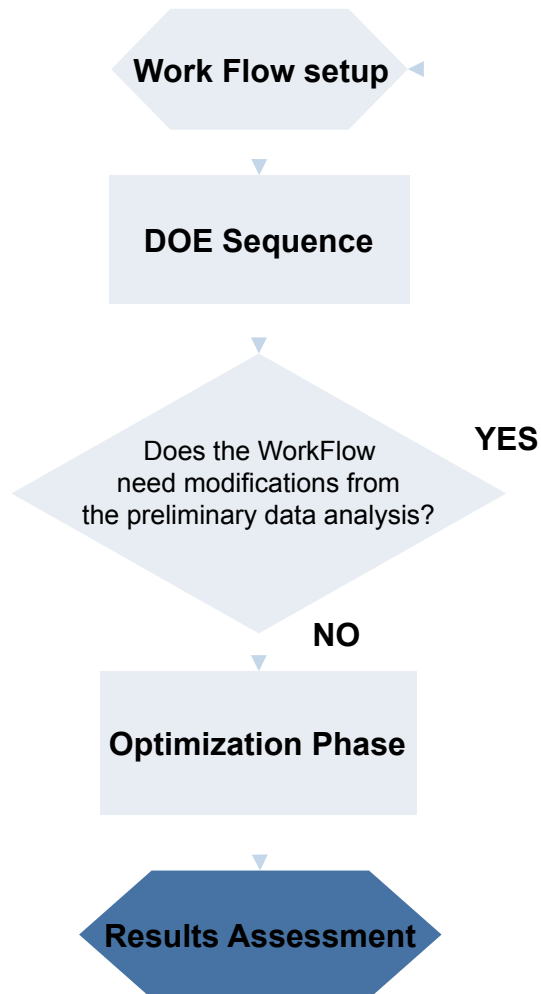 Work Flow setup
DOE Sequence
Does the WorkFlow
need modifications from
the preliminary data analysis?
YES
NO
Optimization Phase
Results Assessment